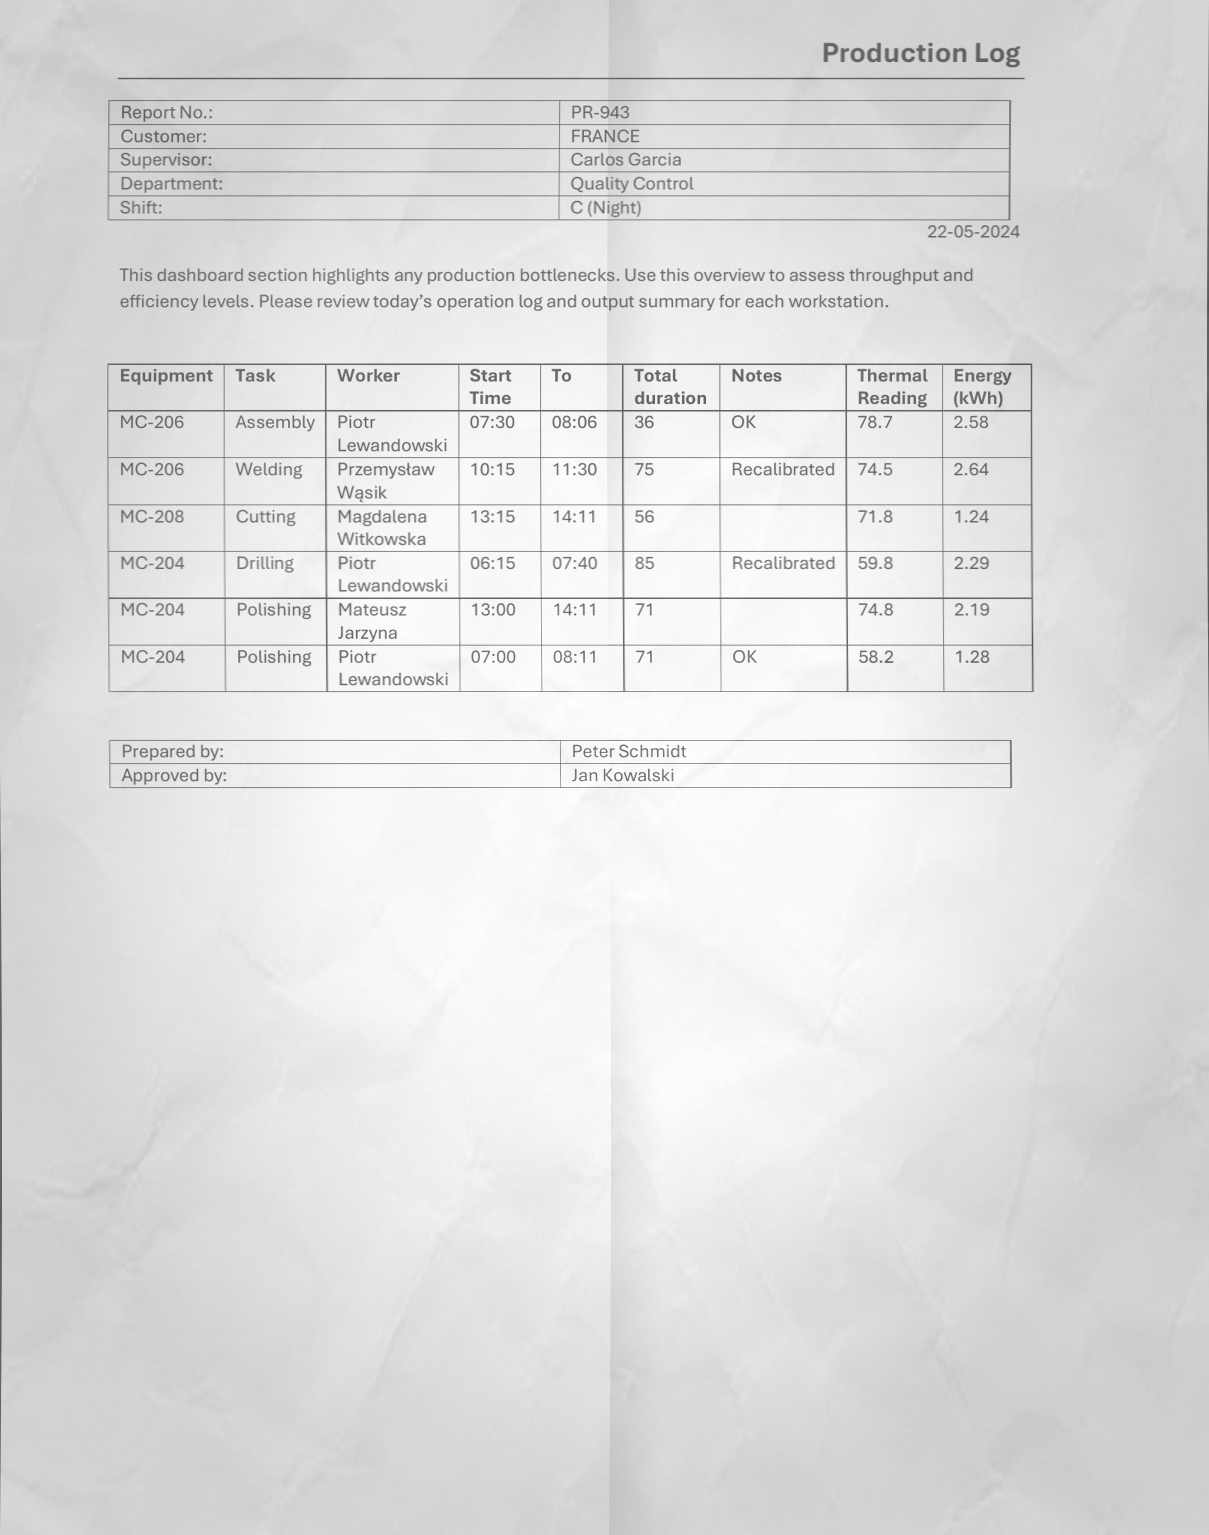 Production Log
Report No.: PR-943
Customer: FRANCE
Supervisor: Carlos Garcia
Department: Quality Control
Shift: C (Night)
22-05-2024
This dashboard section highlights any production bottlenecks. Use this overview to assess throughput and
efficiency levels. Please review today's operation log and output summary for each workstation.
Equipment Task Worker Start To Total Notes Thermal Energy
Time duration Reading (kWh)
MC-206 Assembly Piotr 07:30 08:06 36 OK 78.7 2.58
Lewandowski
MC-206 Welding Przemysław 10:15 11:30 75 Recalibrated 74.5 2.64
Wąsik
MC-208 Cutting Magdalena 13:15 14:11 56 71.8 1.24
Witkowska
MC-204 Drilling Piotr 06:15 07:40 85 Recalibrated 59.8 2.29
Lewandowski
MC-204 Polishing Mateusz 13:00 14:11 71 74.8 2.19
Jarzyna
MC-204 Polishing Piotr 07:00 08:11 71 OK 58.2 1.28
Lewandowski
Prepared by: Peter Schmidt
Approved by: Jan Kowalski